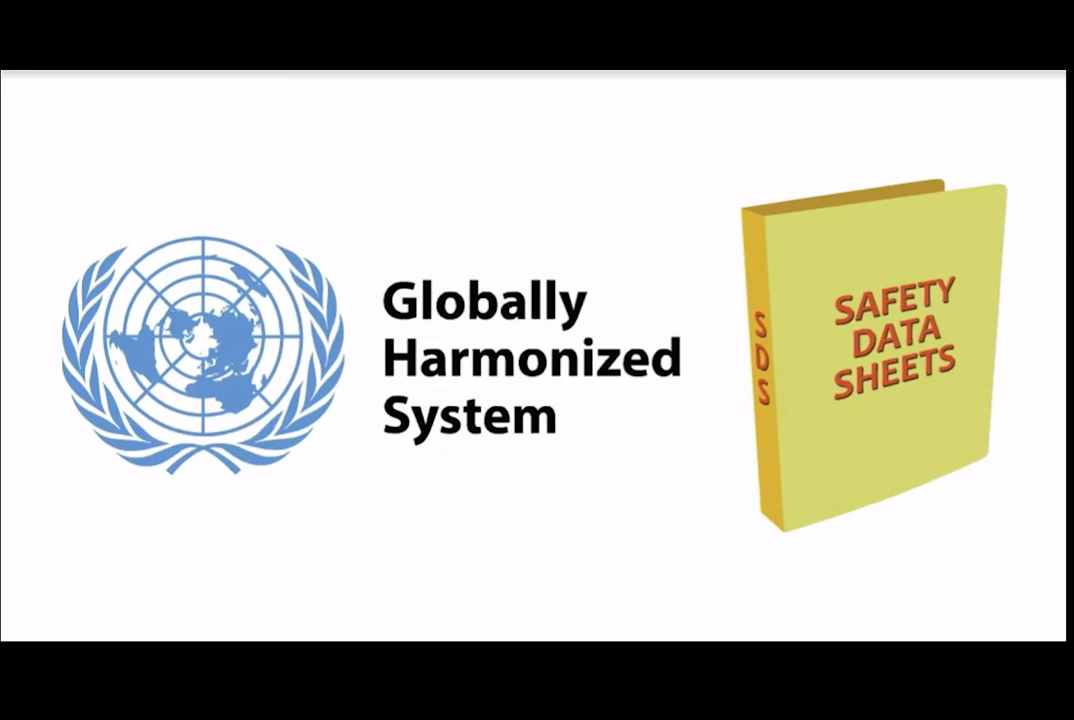 Globally
Harmonized
System
SDS
SAFETY
DATA
SHEETS